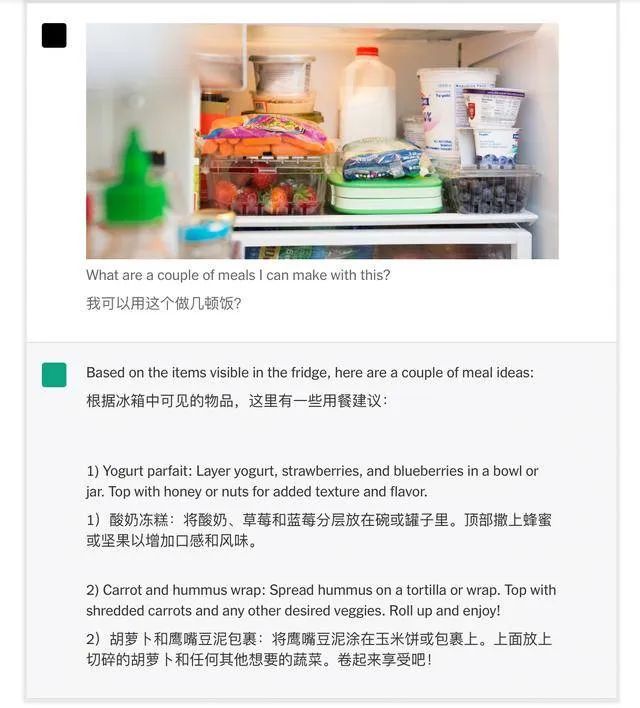 What are a couple of meals I can make with this?
我可以用这个做几顿饭?
Based on the items visible in the fridge, here are a couple of meal ideas:
根据冰箱中可见的物品，这里有一些用餐建议：
1) Yogurt parfait: Layer yogurt, strawberries, and blueberries in a bowl or
jar. Top with honey or nuts for added texture and flavor.
1）酸奶冻糕：将酸奶、草莓和蓝莓分层放在碗或罐子里。顶部撒上蜂蜜
或坚果以增加口感和风味。
2) Carrot and hummus wrap: Spread hummus on a tortilla or wrap. Top with
shredded carrots and any other desired veggies. Roll up and enjoy!
2）胡萝卜和鹰嘴豆泥包裹：将鹰嘴豆泥涂在玉米饼或包裹上。上面放上
切碎的胡萝卜和任何其他想要的蔬菜。卷起来享受吧！